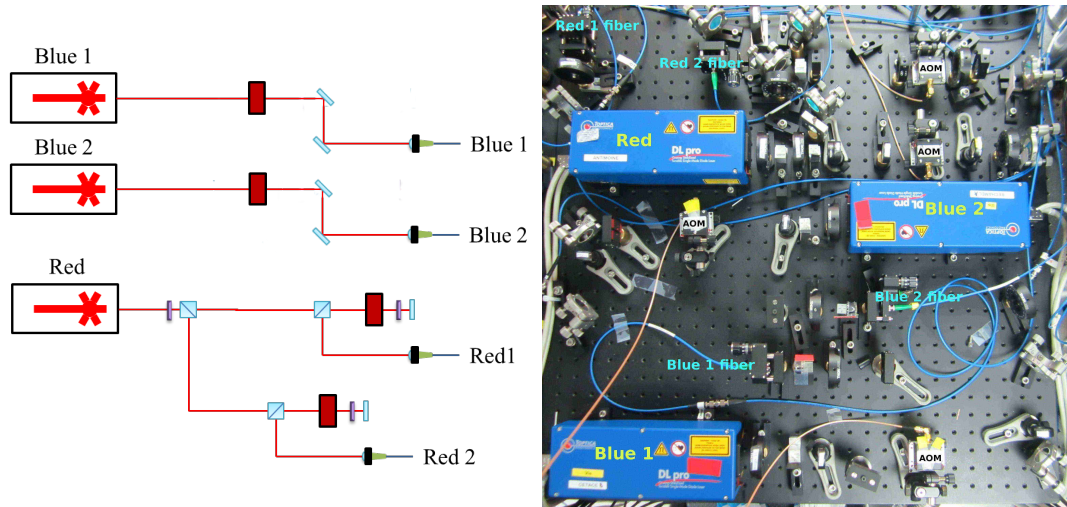 Blue 1
Blue 1
Blue 2
Blue 2
Red
Red1
Red 2
Red 1 fiber
Red 2 fiber
AOM
Red
DL pro
AOM
Blue 2
DL pro
AOM
Blue 2 fiber
Blue 1 fiber
Blue 1
DL pro
AOM